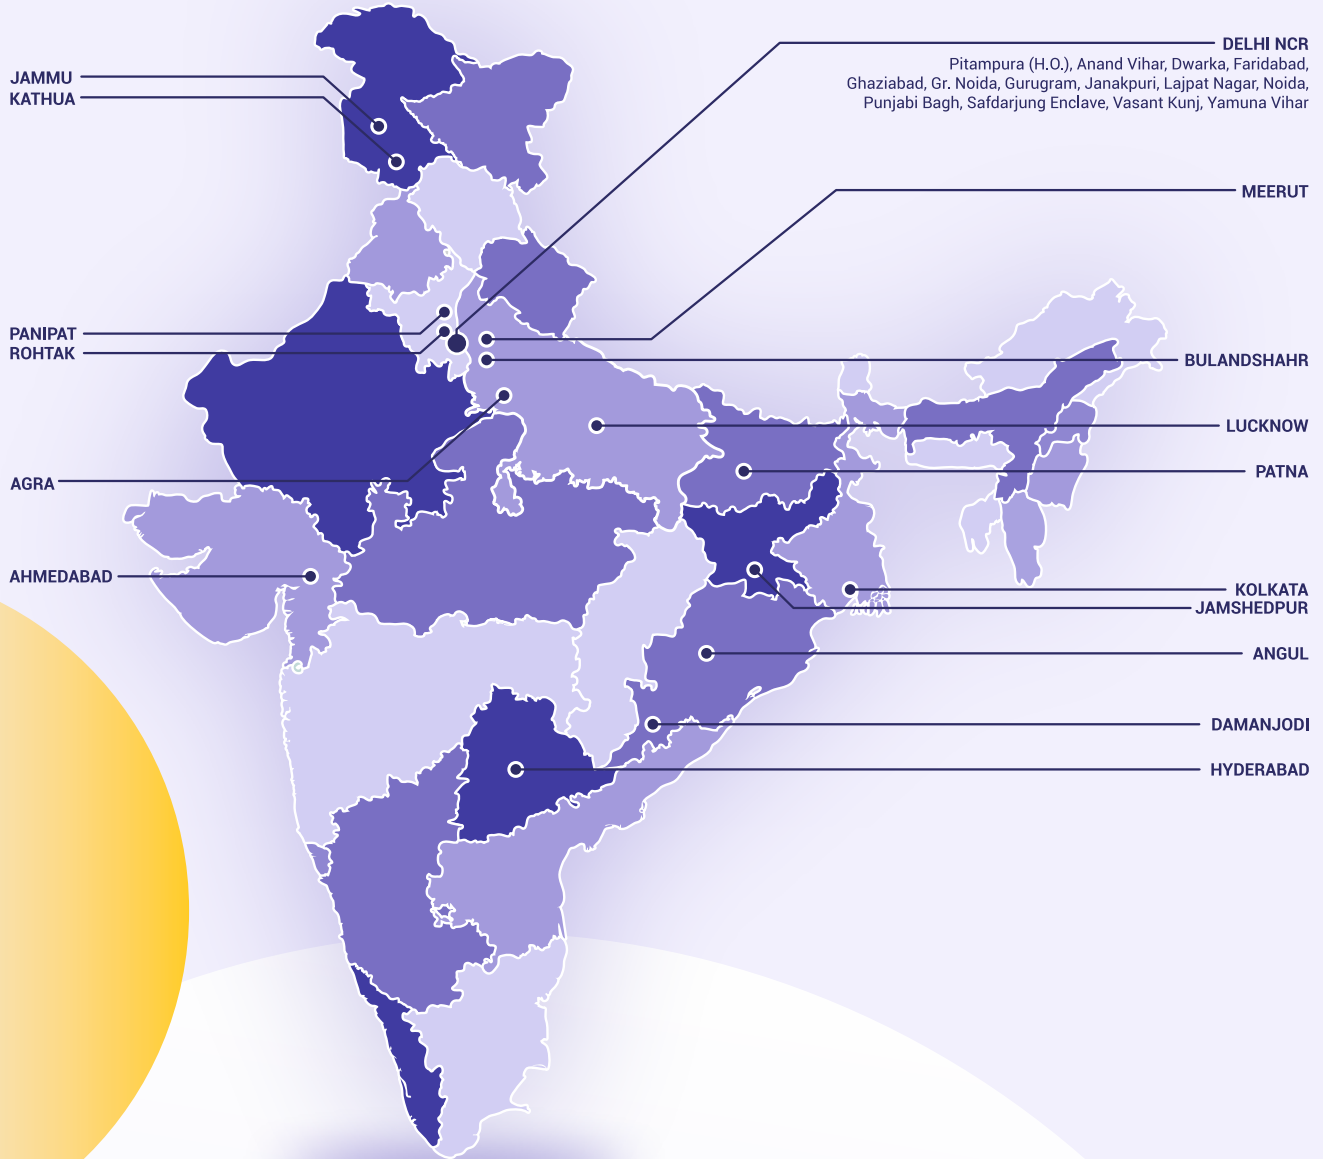 DELHI NCR
Pitampura (H.O.), Anand Vihar, Dwarka, Faridabad,
Ghaziabad, Gr. Noida, Gurugram, Janakpuri, Lajpat Nagar, Noida,
Punjabi Bagh, Safdarjung Enclave, Vasant Kunj, Yamuna Vihar
JAMMU
KATHUA
MEERUT
PANIPAT
ROHTAK
BULANDSHAHR
LUCKNOW
PATNA
AGRA
AHMEDABAD
KOLKATA
JAMSHEDPUR
ANGUL
DAMANJODI
HYDERABAD